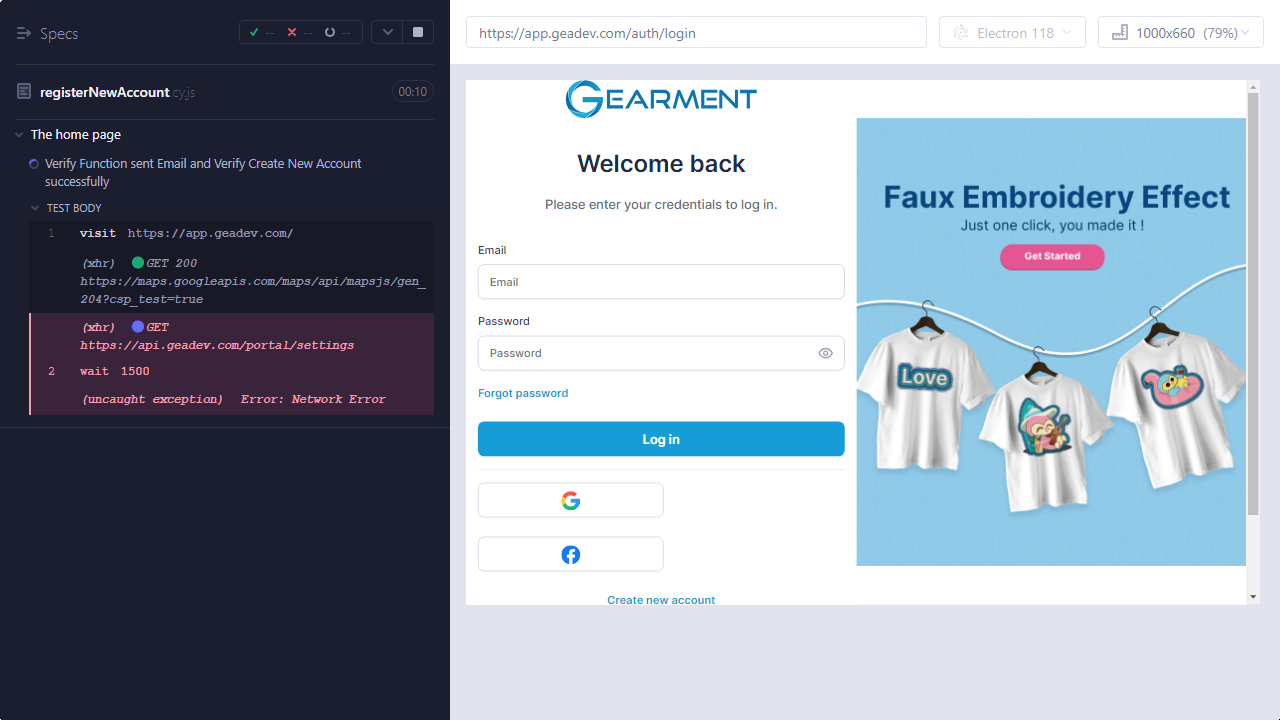 Specs
-- -- --
registerNewAccount.cy.js 00:10
The home page
Verify Function sent Email and Verify Create New Account
successfully
TEST BODY
1 visit https://app.geadev.com/
(xhr) GET 200
https://maps.googleapis.com/maps/api/mapsjs/gen_
204?csp_test=true
(xhr) GET
https://api.geadev.com/portal/settings
2 wait 1500
(uncaught exception) Error: Network Error
https://app.geadev.com/auth/login
Electron 118
1000x660 (79%)
GEARMENT
Welcome back
Please enter your credentials to log in.
Email
Email
Password
Password
Forgot password
Log in
Create new account
Faux Embroidery Effect
Just one click, you made it !
Get Started
Love